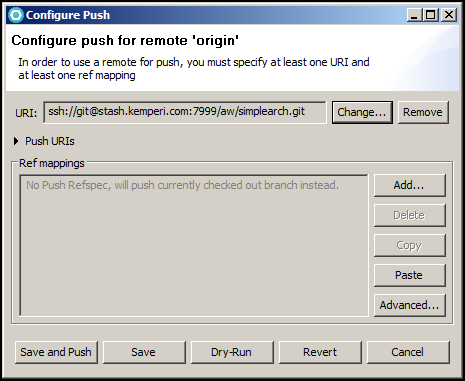 Configure Push
Configure push for remote 'origin'
In order to use a remote for push, you must specify at least one URI and
at least one ref mapping
URI: ssh://git@stash.kemperi.com:7999/aw/simplearch.git Change... Remove
Push URIs
Ref mappings
No Push Refspec, will push currently checked out branch instead.
Add...
Delete
Copy
Paste
Advanced...
Save and Push Save Dry-Run Revert Cancel